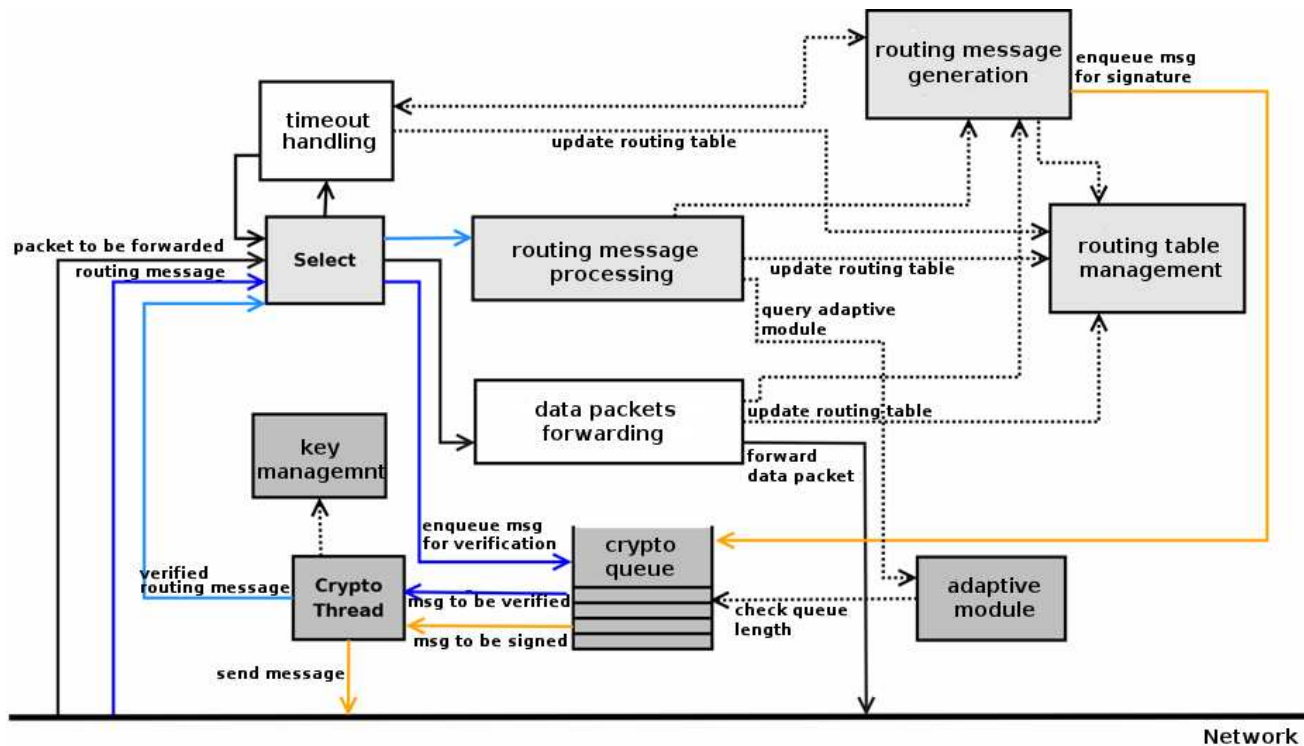 routing message
generation
enqueue msg
for signature
timeout
handling
update routing table
packet to be forwarded
routing message
Select
routing message
processing
update routing table
routing table
management
query adaptive
module
data packets
forwarding
update routing table
forward
data packet
key
managemnt
enqueue msg
for verification
crypto
queue
verified
routing message
Crypto
Thread
msg to be verified
msg to be signed
check queue
length
adaptive
module
send message
Network